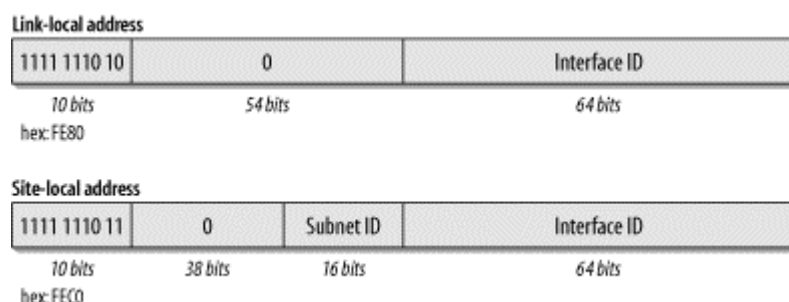 Link-local address
1111 1110 10 0 Interface ID
10 bits 54 bits 64 bits
hex: FE80
Site-local address
1111 1110 11 0 Subnet ID Interface ID
10 bits 38 bits 16 bits 64 bits
hex: FEC0